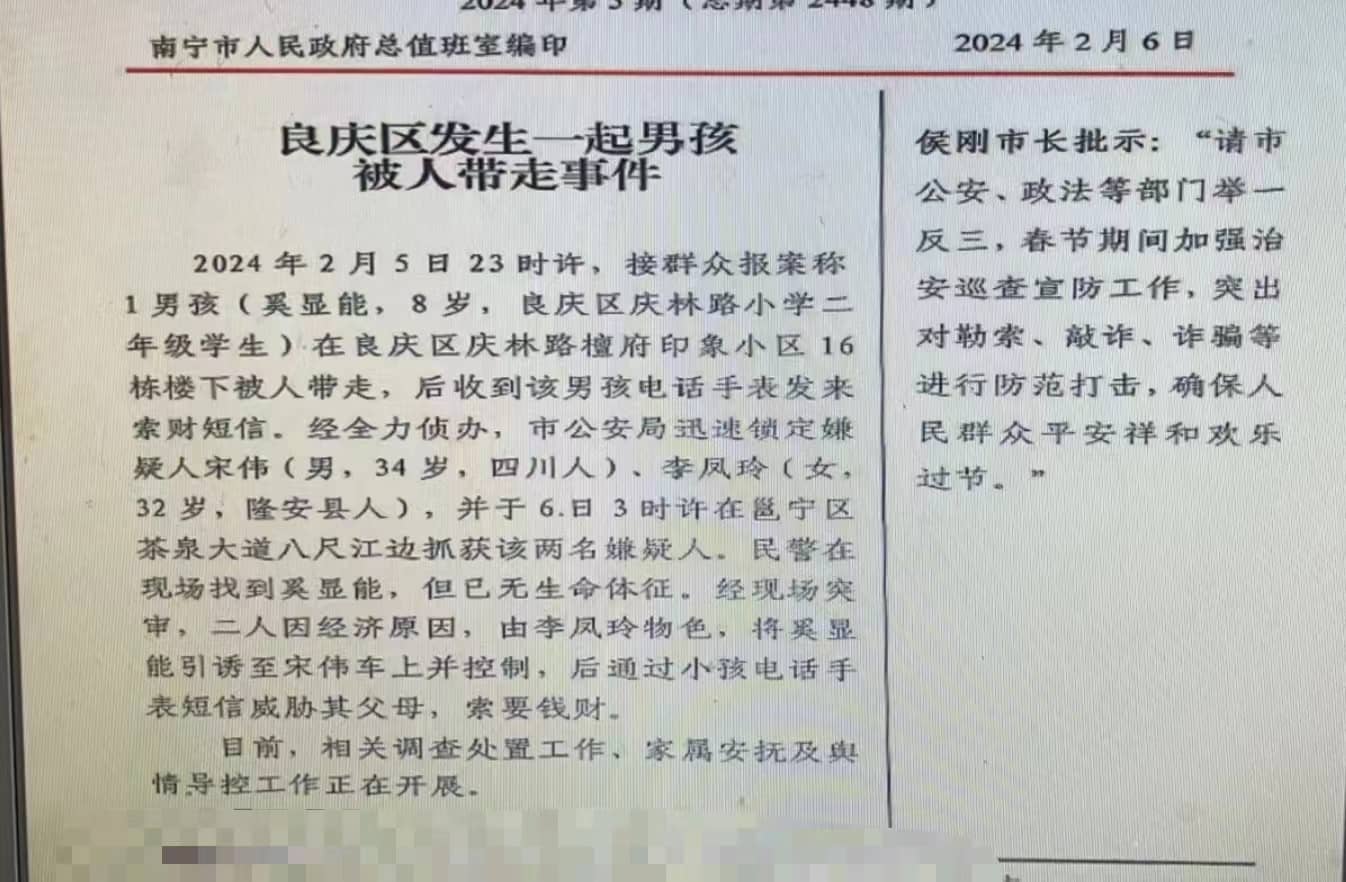 2024 年第 3 期（总期第 2448 期）
南宁市人民政府总值班室编印
2024 年 2 月 6 日
良庆区发生一起男孩
被人带走事件
2024 年 2 月 5 日 23 时许，接群众报案称
1 男孩（奚显能，8 岁，良庆区庆林路小学二
年级学生）在良庆区庆林路檀府印象小区 16
栋楼下被人带走，后收到该男孩电话手表发来
索财短信。经全力侦办，市公安局迅速锁定嫌
疑人宋伟（男，34 岁，四川人）、李凤玲（女，
32 岁，隆安县人），并于 6.日 3 时许在邕宁区
茶泉大道八尺江边抓获该两名嫌疑人。民警在
现场找到奚显能，但已无生命体征。经现场突
审，二人因经济原因，由李凤玲物色，将奚显
能引诱至宋伟车上并控制，后通过小孩电话手
表短信威胁其父母，索要钱财。
目前，相关调查处置工作、家属安抚及舆
情导控工作正在开展。
侯刚市长批示：“请市
公安、政法等部门举一
反三，春节期间加强治
安巡查宣防工作，突出
对勒索、敲诈、诈骗等
进行防范打击，确保人
民群众平安祥和欢乐
过节。”